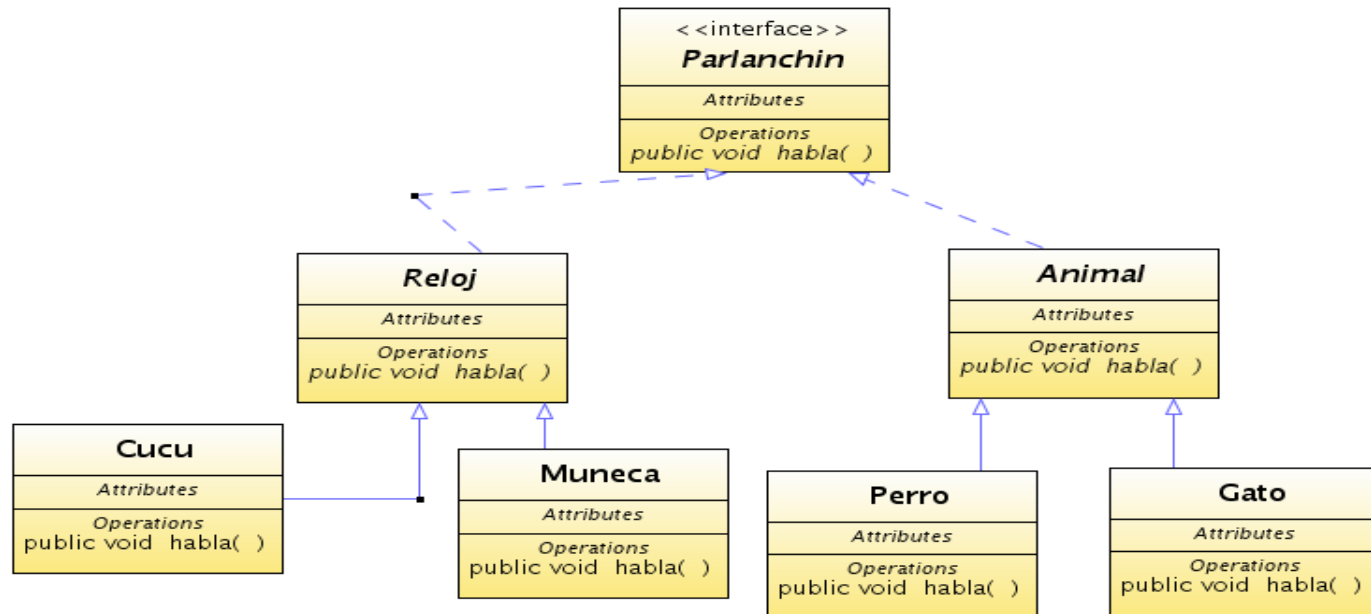 <<interface>>
Parlanchin
Attributes
Operations
public void habla( )
Reloj
Attributes
Operations
public void habla( )
Animal
Attributes
Operations
public void habla( )
Cucu
Attributes
Operations
public void habla( )
Muneca
Attributes
Operations
public void habla( )
Perro
Attributes
Operations
public void habla( )
Gato
Attributes
Operations
public void habla( )